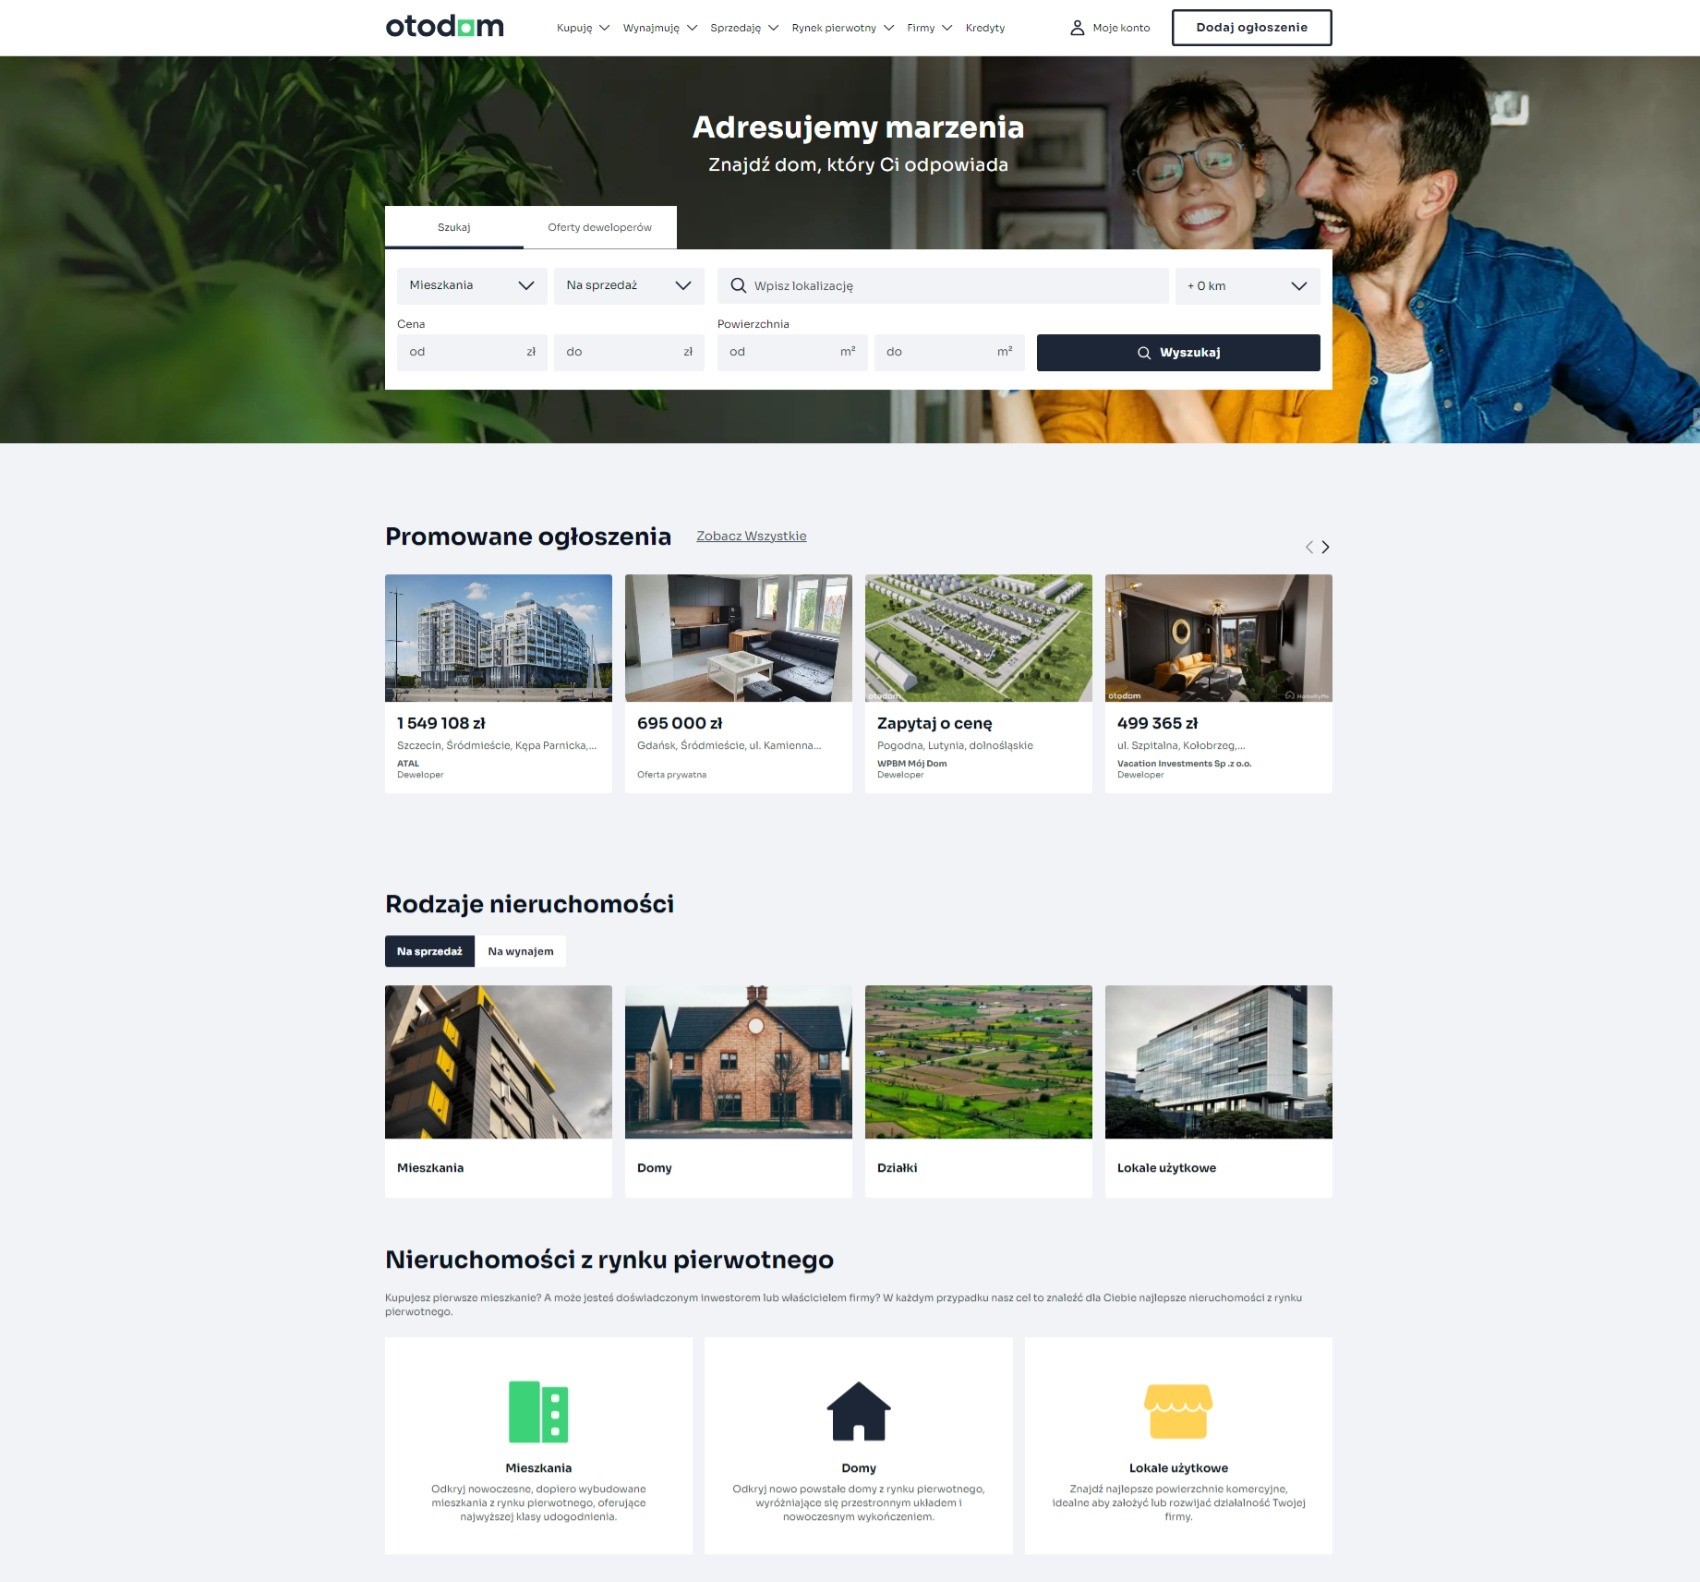 otodom
Kupuję
Wynajmuję
Sprzedaję
Rynek pierwotny
Firmy
Kredyty
Moje konto
Dodaj ogłoszenie
Adresujemy marzenia
Znajdź dom, który Ci odpowiada
Szukaj
Oferty deweloperów
Mieszkania
Na sprzedaż
Wpisz lokalizację
+ 0 km
Cena
Powierzchnia
od zł
do zł
od m²
do m²
Wyszukaj
Promowane ogłoszenia
Zobacz Wszystkie
otodom
otodom
HomeByMe
1 549 108 zł
Szczecin, Śródmieście, Kępa Parnicka,...
ATAL
Deweloper
695 000 zł
Gdańsk, Śródmieście, ul. Kamienna...
Oferta prywatna
Zapytaj o cenę
Pogodna, Lutynia, dolnośląskie
WPBM Mój Dom
Deweloper
499 365 zł
ul. Szpitalna, Kołobrzeg,...
Vacation Investments Sp .z o.o.
Deweloper
Rodzaje nieruchomości
Na sprzedaż
Na wynajem
Mieszkania
Domy
Działki
Lokale użytkowe
Nieruchomości z rynku pierwotnego
Kupujesz pierwsze mieszkanie? A może jesteś doświadczonym inwestorem lub właścicielem firmy? W każdym przypadku nasz cel to znaleźć dla Ciebie najlepsze nieruchomości z rynku
pierwotnego.
Mieszkania
Odkryj nowoczesne, dopiero wybudowane
mieszkania z rynku pierwotnego, oferujące
najwyższej klasy udogodnienia.
Domy
Odkryj nowo powstałe domy z rynku pierwotnego,
wyróżniające się przestronnym układem i
nowoczesnym wykończeniem.
Lokale użytkowe
Znajdź najlepsze powierzchnie komercyjne,
idealne aby założyć lub rozwijać działalność Twojej
firmy.